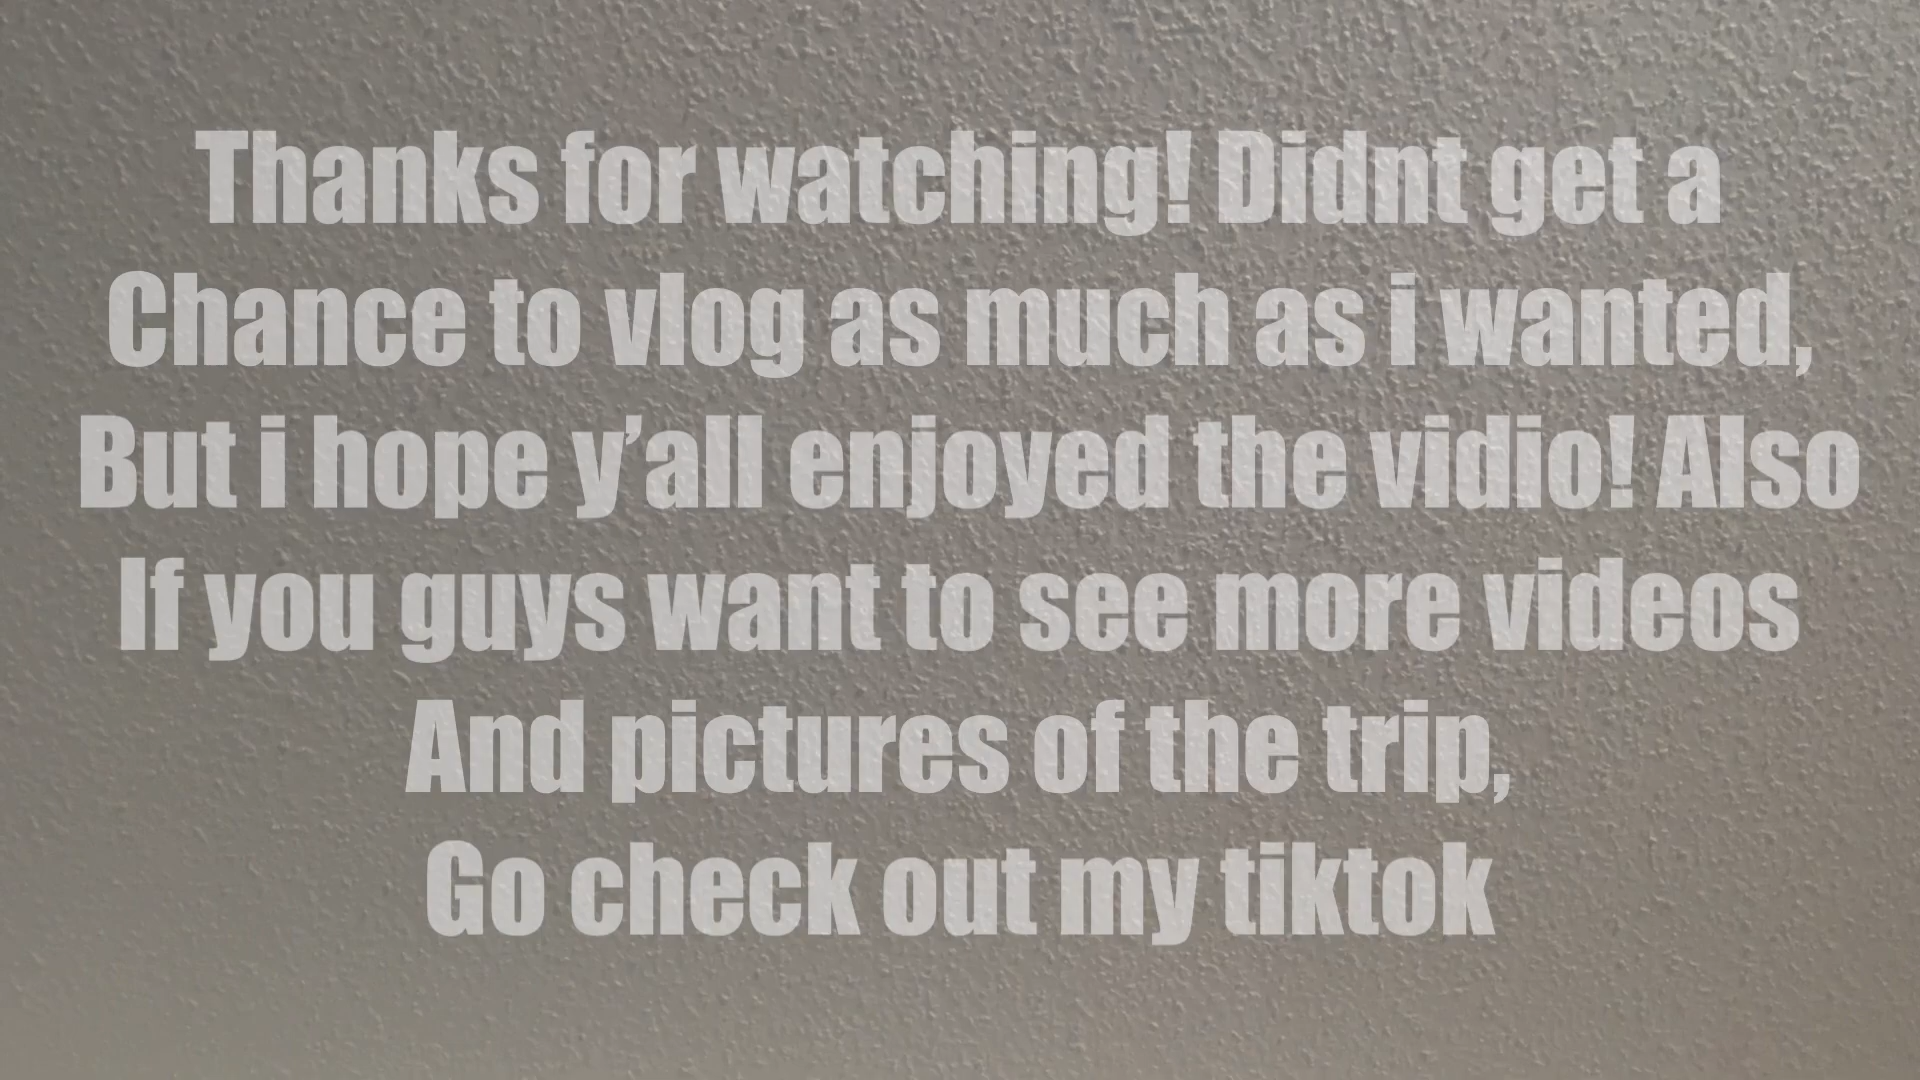 Thanks for watching! Didnt get a
Chance to vlog as much as i wanted,
But i hope y’all enjoyed the vidio! Also
If you guys want to see more videos
And pictures of the trip,
Go check out my tiktok